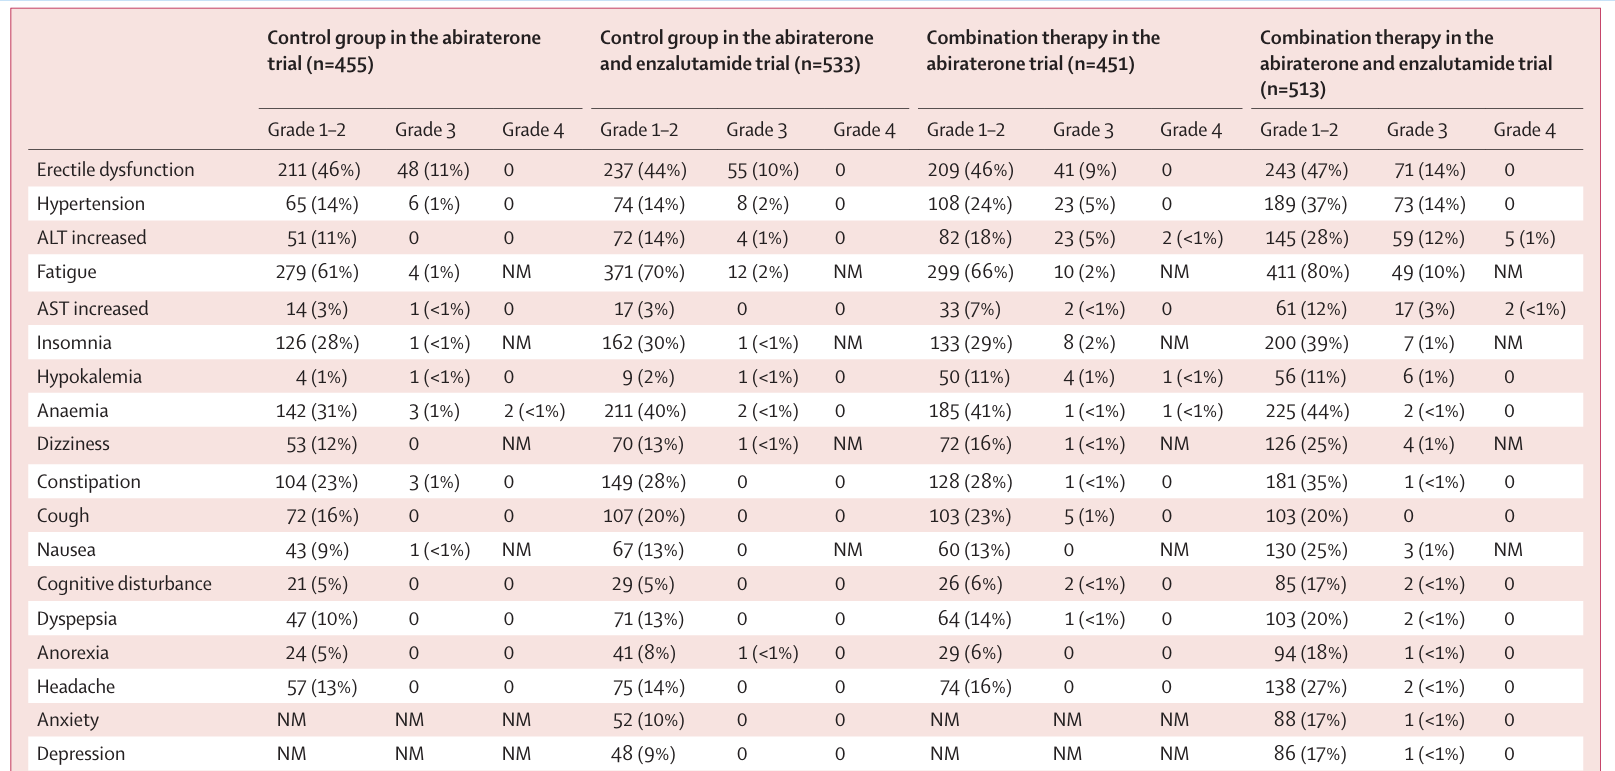 Control group in the abiraterone trial (n=455) Control group in the abiraterone and enzalutamide trial (n=533) Combination therapy in the abiraterone trial (n=451) Combination therapy in the abiraterone and enzalutamide trial (n=513)
Grade 1–2 Grade 3 Grade 4 Grade 1–2 Grade 3 Grade 4 Grade 1–2 Grade 3 Grade 4 Grade 1–2 Grade 3 Grade 4
Erectile dysfunction 211 (46%) 48 (11%) 0 237 (44%) 55 (10%) 0 209 (46%) 41 (9%) 0 243 (47%) 71 (14%) 0
Hypertension 65 (14%) 6 (1%) 0 74 (14%) 8 (2%) 0 108 (24%) 23 (5%) 0 189 (37%) 73 (14%) 0
ALT increased 51 (11%) 0 0 72 (14%) 4 (1%) 0 82 (18%) 23 (5%) 2 (<1%) 145 (28%) 59 (12%) 5 (1%)
Fatigue 279 (61%) 4 (1%) NM 371 (70%) 12 (2%) NM 299 (66%) 10 (2%) NM 411 (80%) 49 (10%) NM
AST increased 14 (3%) 1 (<1%) 0 17 (3%) 0 0 33 (7%) 2 (<1%) 0 61 (12%) 17 (3%) 2 (<1%)
Insomnia 126 (28%) 1 (<1%) NM 162 (30%) 1 (<1%) NM 133 (29%) 8 (2%) NM 200 (39%) 7 (1%) NM
Hypokalemia 4 (1%) 1 (<1%) 0 9 (2%) 1 (<1%) 0 50 (11%) 4 (1%) 1 (<1%) 56 (11%) 6 (1%) 0
Anaemia 142 (31%) 3 (1%) 2 (<1%) 211 (40%) 2 (<1%) 0 185 (41%) 1 (<1%) 1 (<1%) 225 (44%) 2 (<1%) 0
Dizziness 53 (12%) 0 NM 70 (13%) 1 (<1%) NM 72 (16%) 1 (<1%) NM 126 (25%) 4 (1%) NM
Constipation 104 (23%) 3 (1%) 0 149 (28%) 0 0 128 (28%) 1 (<1%) 0 181 (35%) 1 (<1%) 0
Cough 72 (16%) 0 0 107 (20%) 0 0 103 (23%) 5 (1%) 0 103 (20%) 0 0
Nausea 43 (9%) 1 (<1%) NM 67 (13%) 0 NM 60 (13%) 0 NM 130 (25%) 3 (1%) NM
Cognitive disturbance 21 (5%) 0 0 29 (5%) 0 0 26 (6%) 2 (<1%) 0 85 (17%) 2 (<1%) 0
Dyspepsia 47 (10%) 0 0 71 (13%) 0 0 64 (14%) 1 (<1%) 0 103 (20%) 2 (<1%) 0
Anorexia 24 (5%) 0 0 41 (8%) 1 (<1%) 0 29 (6%) 0 0 94 (18%) 1 (<1%) 0
Headache 57 (13%) 0 0 75 (14%) 0 0 74 (16%) 0 0 138 (27%) 2 (<1%) 0
Anxiety NM NM NM 52 (10%) 0 0 NM NM NM 88 (17%) 1 (<1%) 0
Depression NM NM NM 48 (9%) 0 0 NM NM NM 86 (17%) 1 (<1%) 0